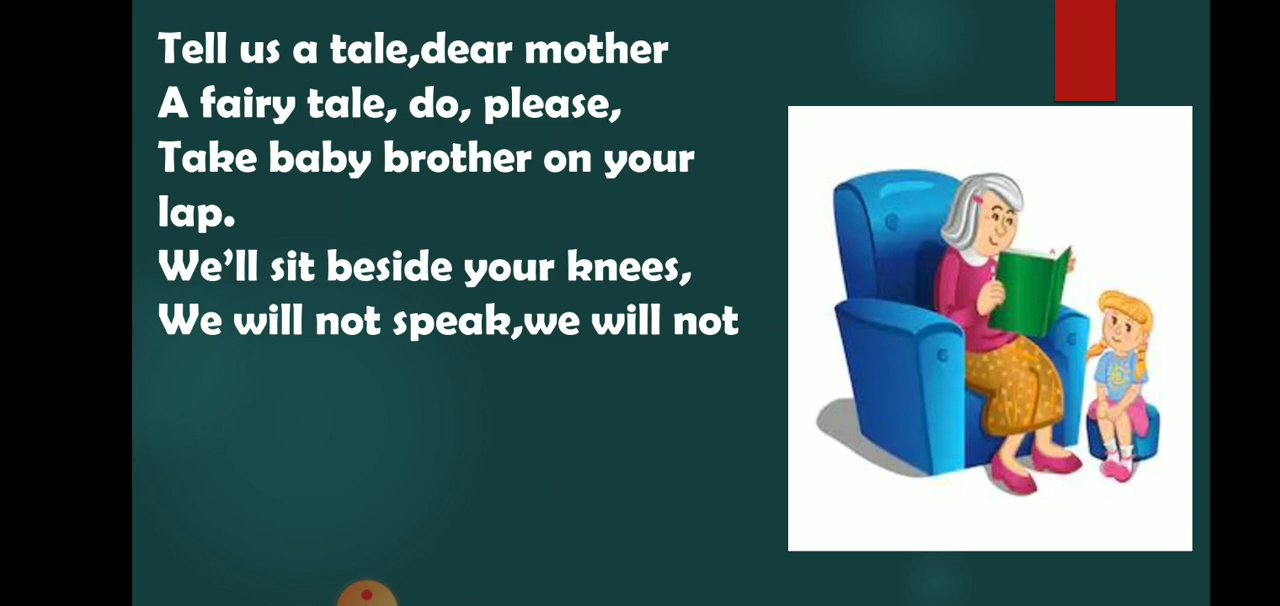 Tell us a tale,dear mother
A fairy tale, do, please,
Take baby brother on your
lap.
We’ll sit beside your knees,
We will not speak,we will not